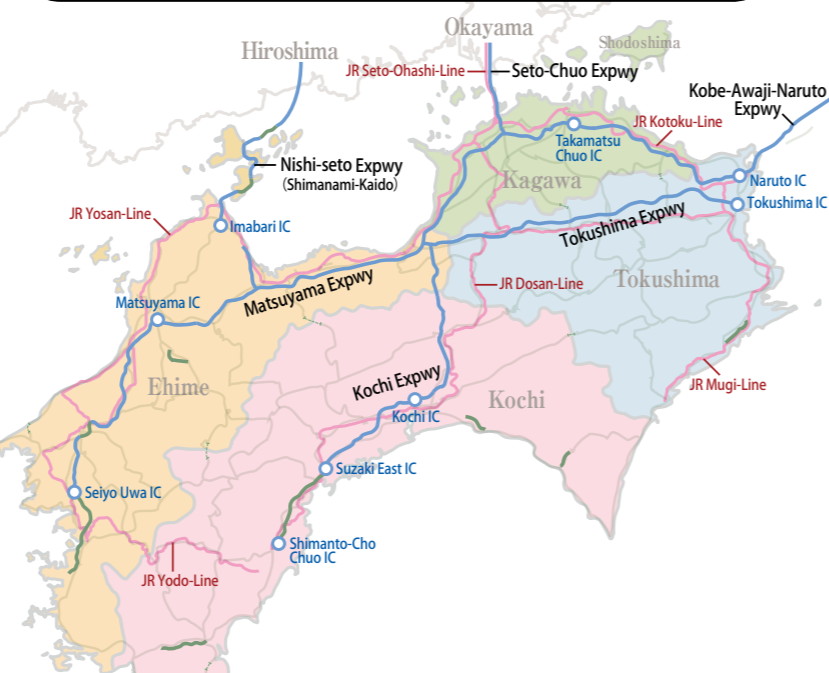 Okayama
Hiroshima
Shodoshima
JR Seto-Ohashi-Line
Seto-Chuo Expwy
Kobe-Awaji-Naruto
Expwy
JR Kotoku-Line
Takamatsu
Chuo IC
Nishi-seto Expwy
(Shimanami-Kaido)
Kagawa
Naruto IC
Tokushima IC
JR Yosan-Line
Imabari IC
Tokushima Expwy
Matsuyama Expwy
JR Dosan-Line
Tokushima
Matsuyama IC
Ehime
Kochi Expwy
Kochi
JR Mugi-Line
Kochi IC
Suzaki East IC
Seiyo Uwa IC
Shimanto-Cho
Chuo IC
JR Yodo-Line